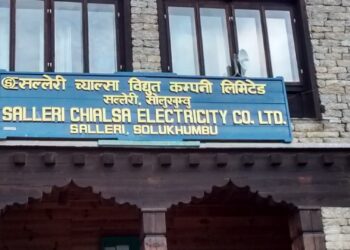 सल्लेरी च्याल्सा विद्युत कम्पनी लिमिटेड
सल्लेरी, सोलुखुम्बु
SALLERI CHIALSA ELECTRICITY CO. LTD.
SALLERI, SOLUKHUMBU